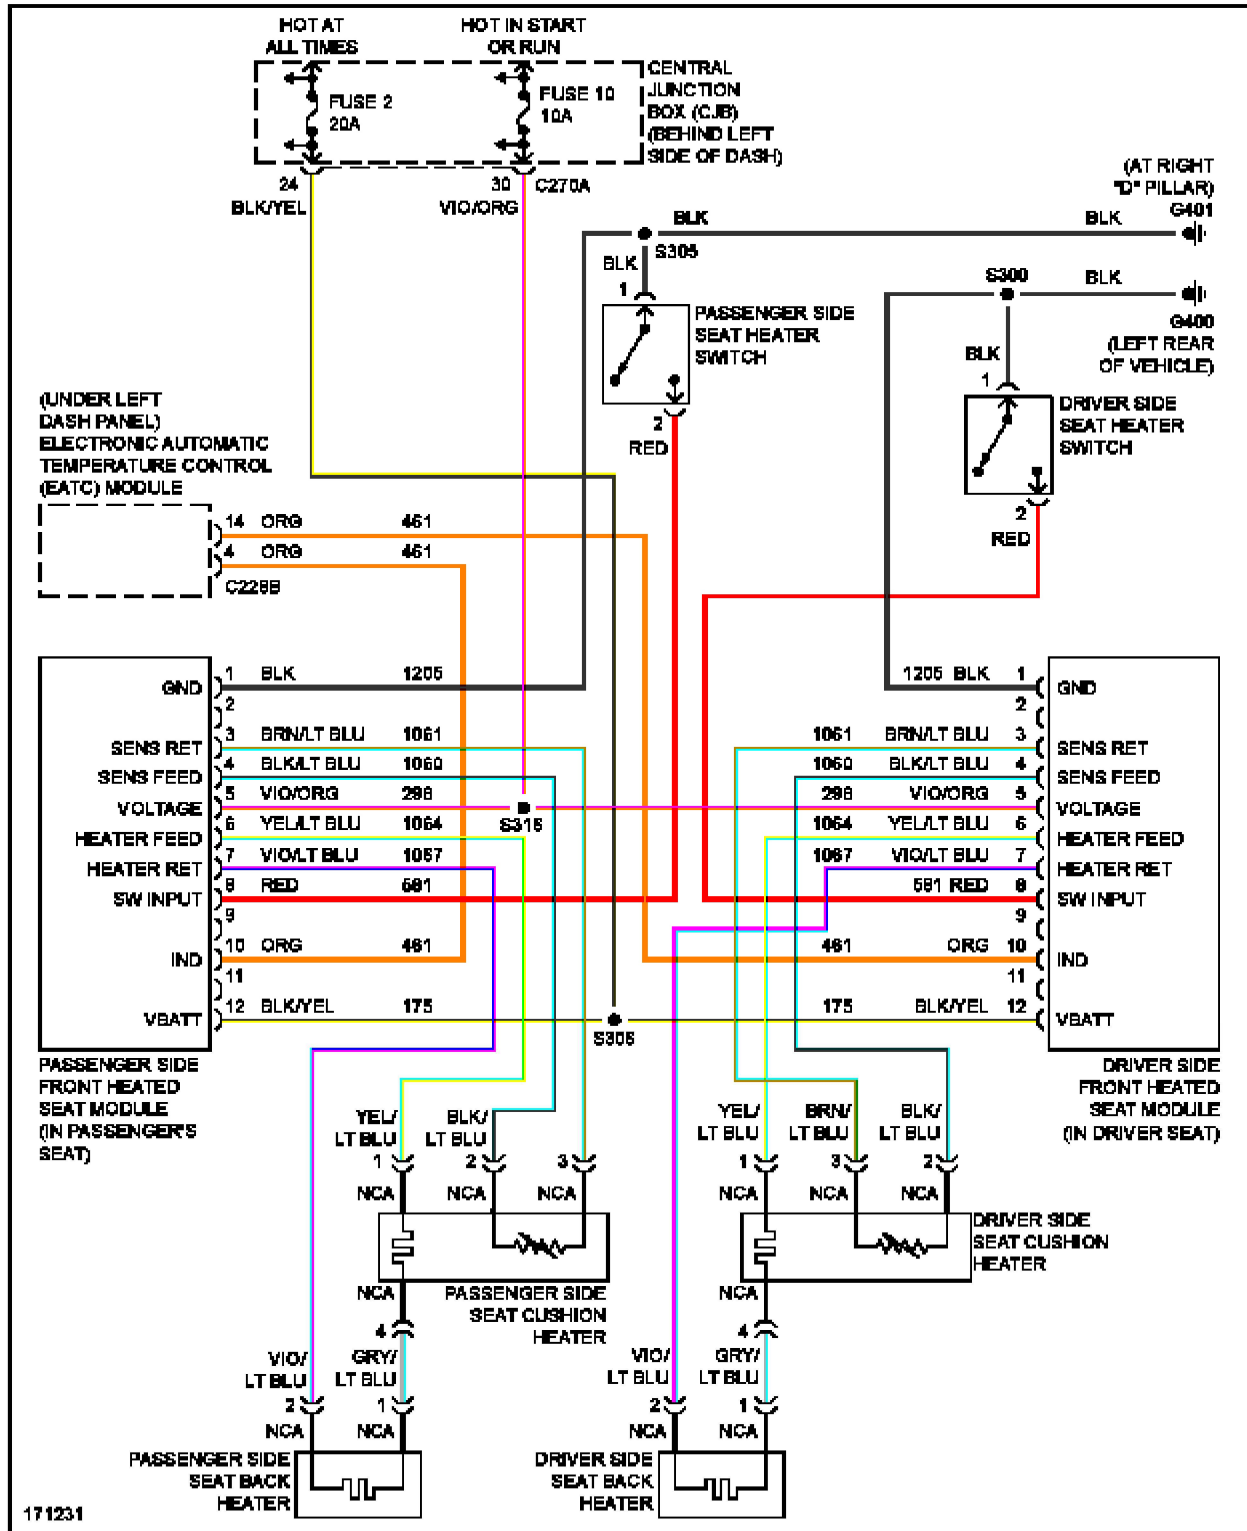 HOT AT
ALL TIMES
HOT IN START
OR RUN
FUSE 2
20A
FUSE 10
10A
CENTRAL
JUNCTION
BOX (CJB)
(BEHIND LEFT
SIDE OF DASH)
24
BLK/YEL
30
C270A
VIO/ORG
(AT RIGHT
"D" PILLAR)
G401
BLK
BLK
S305
BLK
1
PASSENGER SIDE
SEAT HEATER
SWITCH
2
RED
S300
BLK
G400
(LEFT REAR
OF VEHICLE)
BLK
1
DRIVER SIDE
SEAT HEATER
SWITCH
2
RED
(UNDER LEFT
DASH PANEL)
ELECTRONIC AUTOMATIC
TEMPERATURE CONTROL
(EATC) MODULE
14 ORG 461
4 ORG 461
C228B
GND 1 BLK 1205
2
SENS RET 3 BRN/LT BLU 1061
SENS FEED 4 BLK/LT BLU 1060
VOLTAGE 5 VIO/ORG 298
HEATER FEED 6 YEL/LT BLU 1064
HEATER RET 7 VIO/LT BLU 1067
SW INPUT 8 RED 581
9
IND 10 ORG 461
11
VBATT 12 BLK/YEL 175
S316
S306
1205 BLK 1 GND
2
1061 BRN/LT BLU 3 SENS RET
1060 BLK/LT BLU 4 SENS FEED
298 VIO/ORG 5 VOLTAGE
1064 YEL/LT BLU 6 HEATER FEED
1067 VIO/LT BLU 7 HEATER RET
581 RED 8 SW INPUT
9
461 ORG 10 IND
11
175 BLK/YEL 12 VBATT
PASSENGER SIDE
FRONT HEATED
SEAT MODULE
(IN PASSENGER'S
SEAT)
DRIVER SIDE
FRONT HEATED
SEAT MODULE
(IN DRIVER SEAT)
YEL/
LT BLU
BLK/
LT BLU
1
2
3
NCA
NCA
NCA
PASSENGER SIDE
SEAT CUSHION
HEATER
NCA
4
VIO/
LT BLU
GRY/
LT BLU
2
1
NCA
NCA
PASSENGER SIDE
SEAT BACK
HEATER
YEL/
LT BLU
BRN/
LT BLU
BLK/
LT BLU
1
3
2
NCA
NCA
NCA
DRIVER SIDE
SEAT CUSHION
HEATER
NCA
4
VIO/
LT BLU
GRY/
LT BLU
2
1
NCA
NCA
DRIVER SIDE
SEAT BACK
HEATER
171231